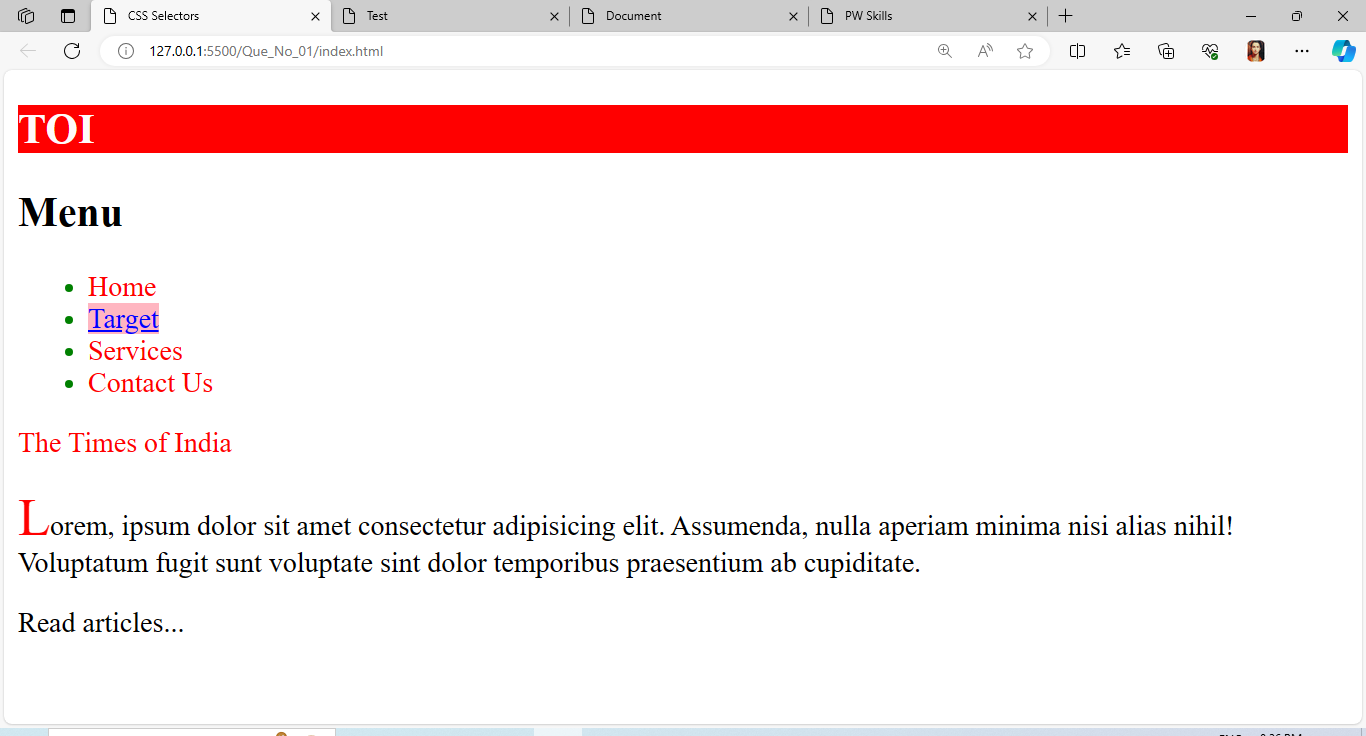 CSS Selectors
Test
Document
PW Skills
127.0.0.1:5500/Que_No_01/index.html
TOI
Menu
Home
Target
Services
Contact Us
The Times of India
Lorem, ipsum dolor sit amet consectetur adipisicing elit. Assumenda, nulla aperiam minima nisi alias nihil!
Voluptatum fugit sunt voluptate sint dolor temporibus praesentium ab cupiditate.
Read articles...